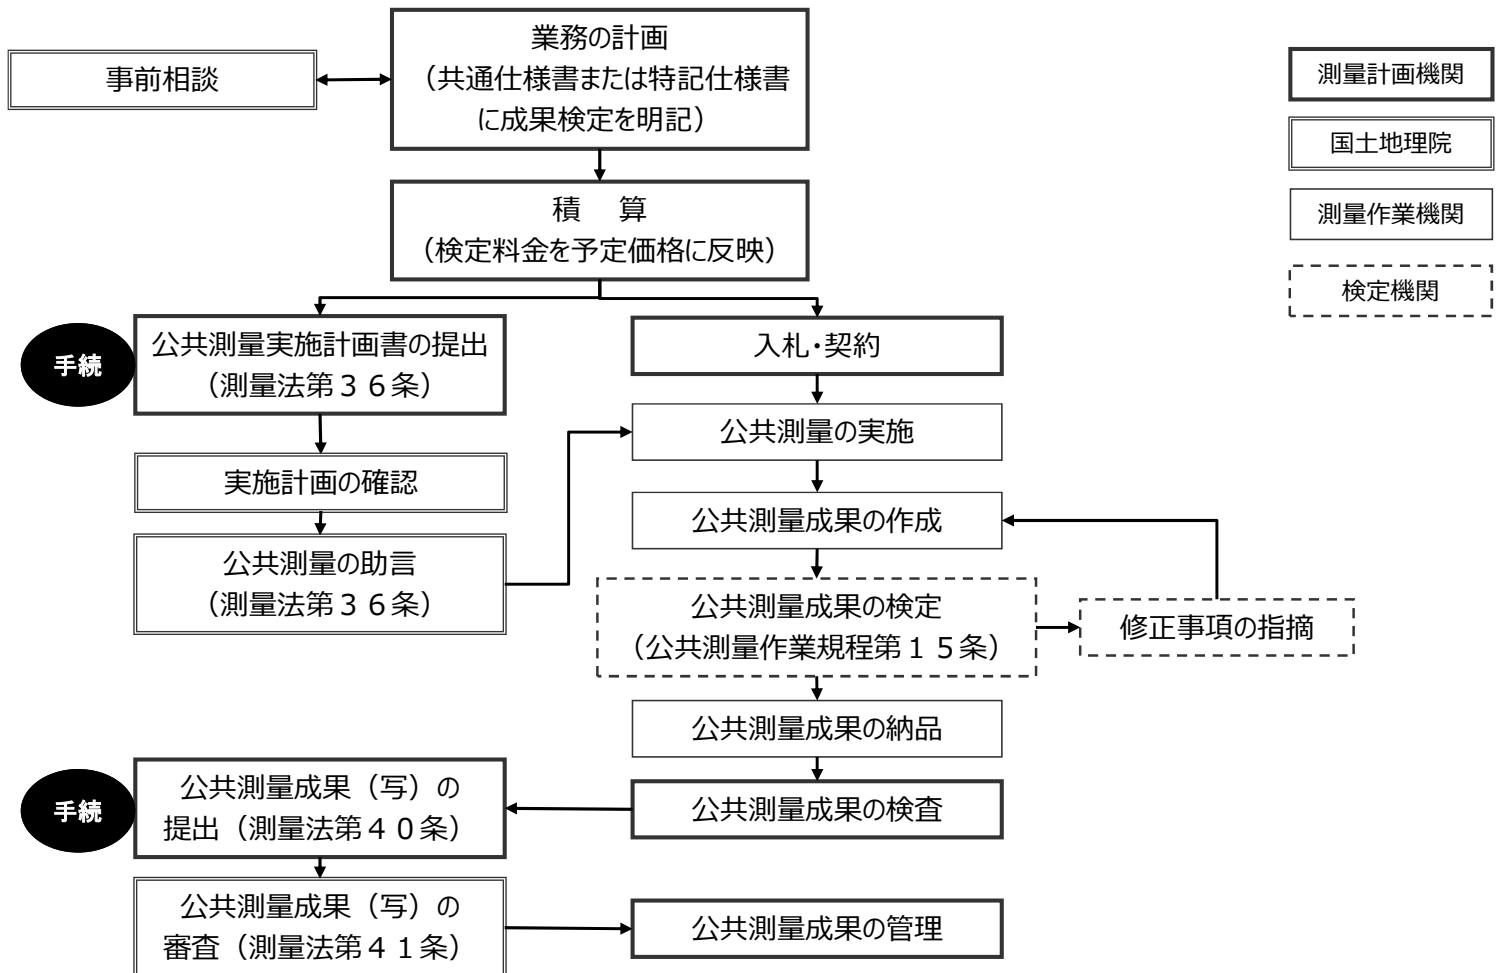 業務の計画
(共通仕様書または特記仕様書
に成果検定を明記)
事前相談
測量計画機関
国土地理院
測量作業機関
検定機関
積 算
(検定料金を予定価格に反映)
手続
公共測量実施計画書の提出
(測量法第36条)
入札・契約
公共測量の実施
実施計画の確認
公共測量成果の作成
公共測量の助言
(測量法第36条)
公共測量成果の検定
(公共測量作業規程第15条)
修正事項の指摘
公共測量成果の納品
手続
公共測量成果(写)の
提出(測量法第40条)
公共測量成果の検査
公共測量成果(写)の
審査(測量法第41条)
公共測量成果の管理